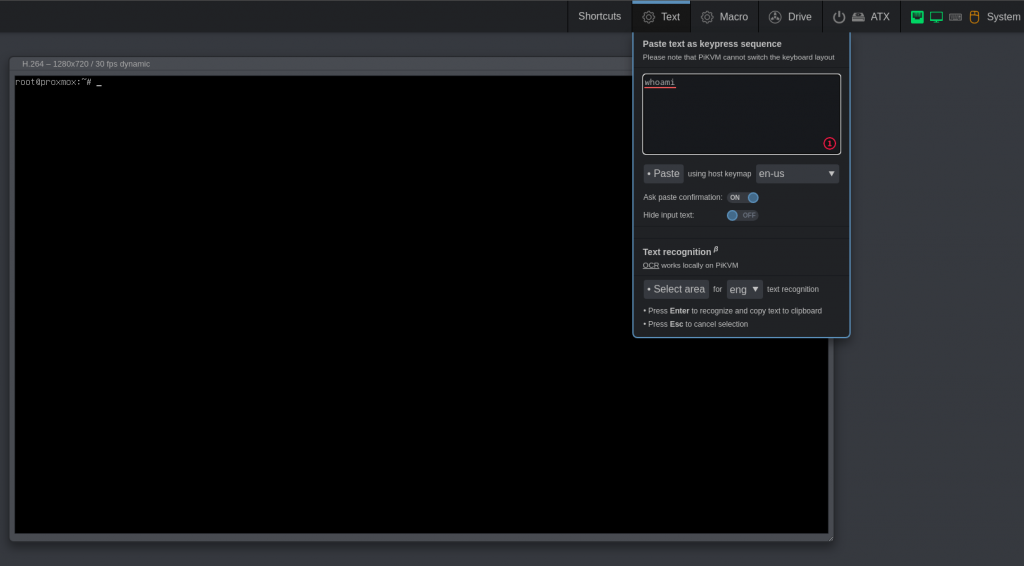 Shortcuts Text Macro Drive ATX System
Paste text as keypress sequence
Please note that PiKVM cannot switch the keyboard layout
H.264 – 1280x720 / 30 fps dynamic
root@proxmox:~# _
whoami
1
• Paste using host keymap en-us
Ask paste confirmation: ON
Hide input text: OFF
Text recognition β
OCR works locally on PiKVM
• Select area for eng text recognition
• Press Enter to recognize and copy text to clipboard
• Press Esc to cancel selection